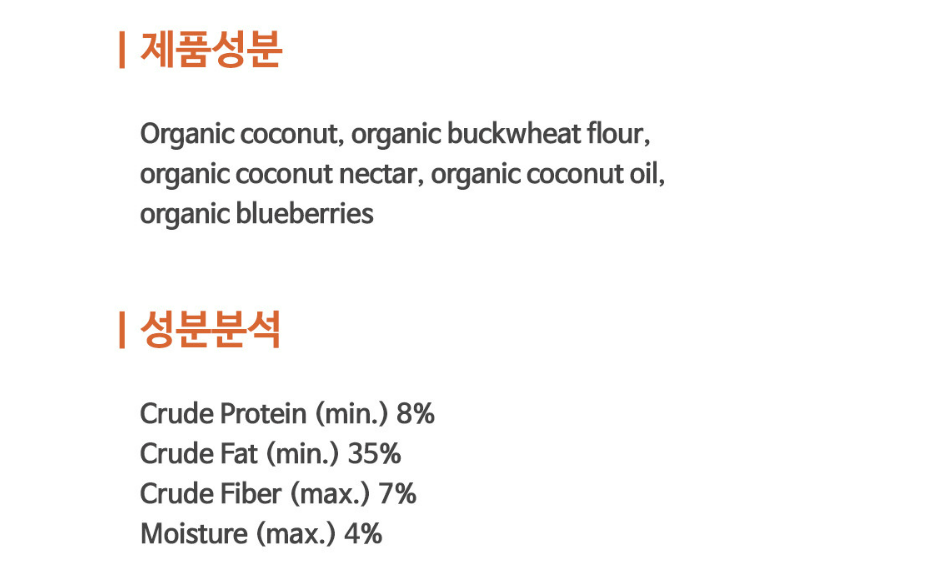 제품성분
Organic coconut, organic buckwheat flour,
organic coconut nectar, organic coconut oil,
organic blueberries
성분분석
Crude Protein (min.) 8%
Crude Fat (min.) 35%
Crude Fiber (max.) 7%
Moisture (max.) 4%